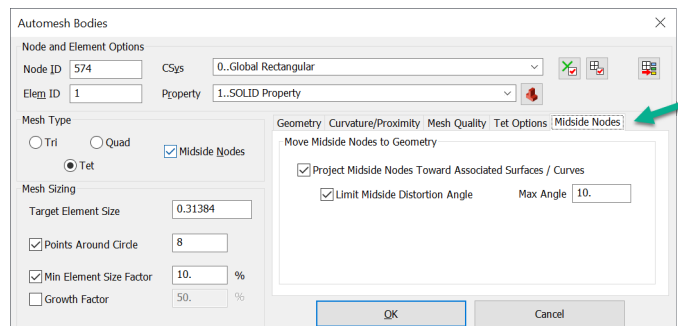 Automesh Bodies
Node and Element Options
Node ID 574 CSys 0..Global Rectangular
Elem ID 1 Property 1..SOLID Property
Mesh Type
Tri Quad Midside Nodes
Tet
Mesh Sizing
Target Element Size 0.31384
Points Around Circle 8
Min Element Size Factor 10. %
Growth Factor 50. %
Geometry Curvature/Proximity Mesh Quality Tet Options Midside Nodes
Move Midside Nodes to Geometry
Project Midside Nodes Toward Associated Surfaces / Curves
Limit Midside Distortion Angle Max Angle 10.
OK Cancel